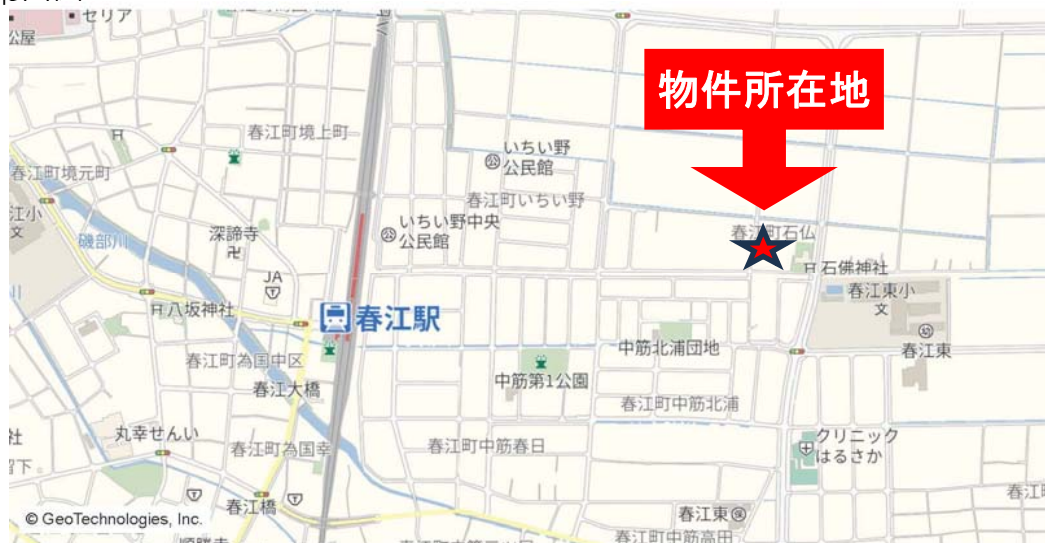 セリア
公屋
物件所在地
春江町境上町
いちい野
公民館
公
春江町境元町
春江町いちい野
江小
文
いちい野中央
公民館
公
春江町石仏
磯部川
深諦寺
石佛神社
JA
春江東小
文
八坂神社
春江駅
春江町為国中区
中筋北浦団地
春江東
春江大橋
中筋第1公園
春江町中筋北浦
丸幸せんい
春江町為国幸
春江町中筋春日
クリニック
はるさか
春江橋
春江東
© GeoTechnologies, Inc.
春江町中筋高田